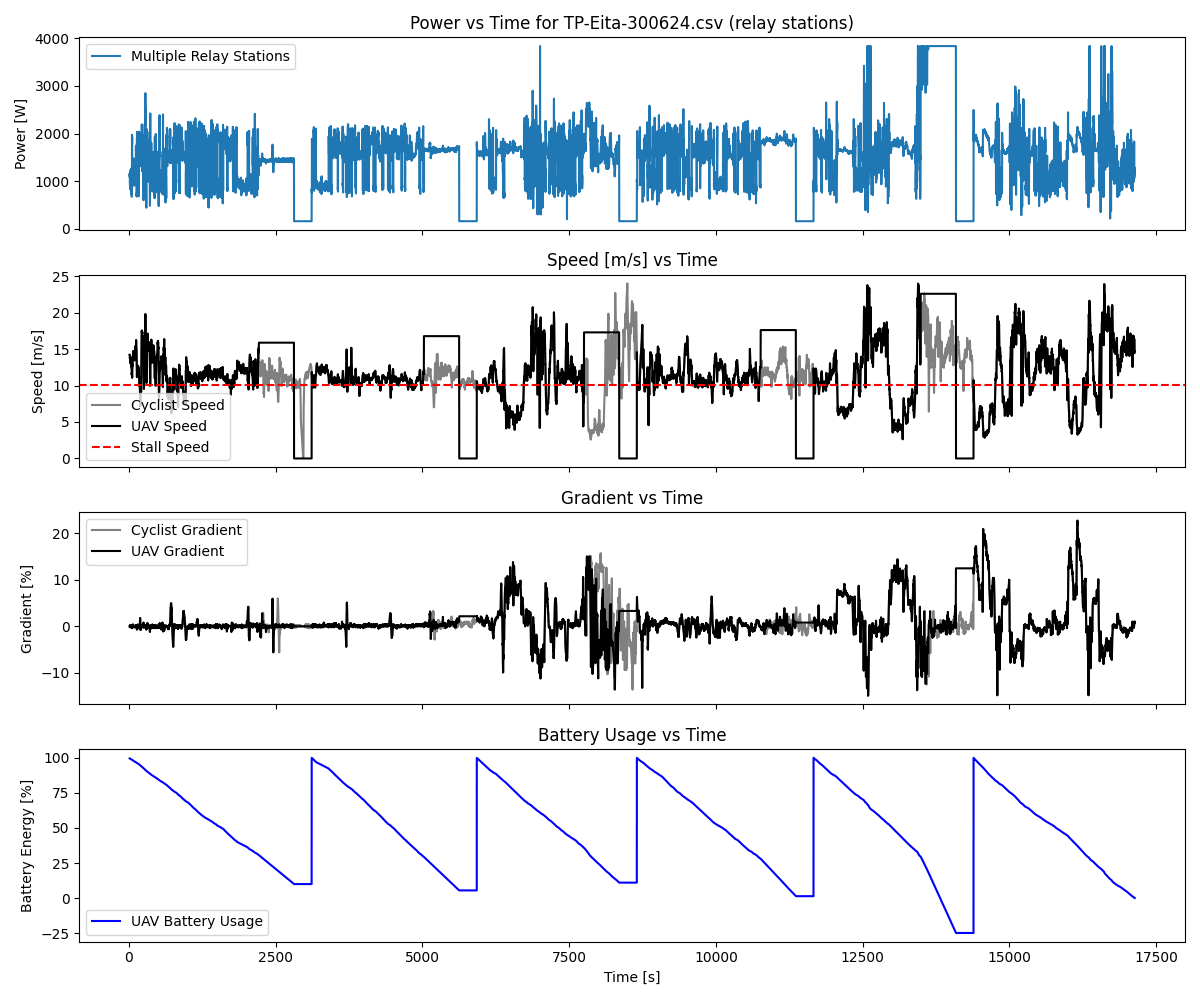 Power vs Time for TP-Eita-300624.csv (relay stations)
4000
3000
2000
1000
0
Power [W]
Multiple Relay Stations
Speed [m/s] vs Time
25
20
15
10
5
0
Speed [m/s]
Cyclist Speed
UAV Speed
Stall Speed
Gradient vs Time
20
10
0
−10
Gradient [%]
Cyclist Gradient
UAV Gradient
Battery Usage vs Time
100
75
50
25
0
−25
Battery Energy [%]
UAV Battery Usage
0 2500 5000 7500 10000 12500 15000 17500
Time [s]